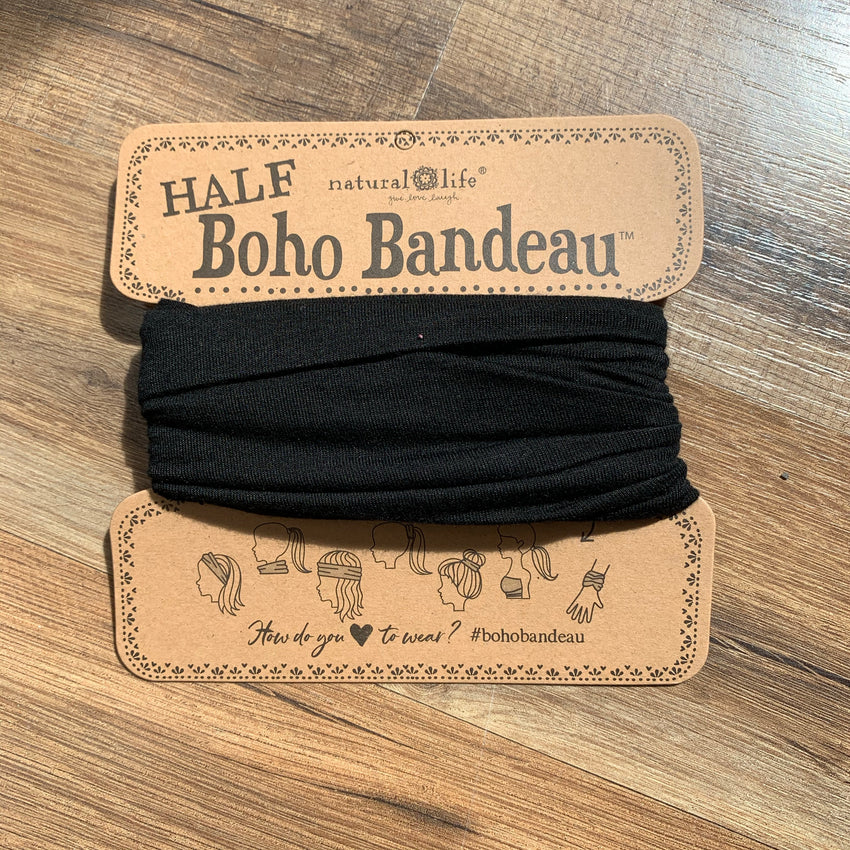 HALF
natural life®
give love laugh
Boho Bandeau™
How do you ♥ to wear? #bohobandeau